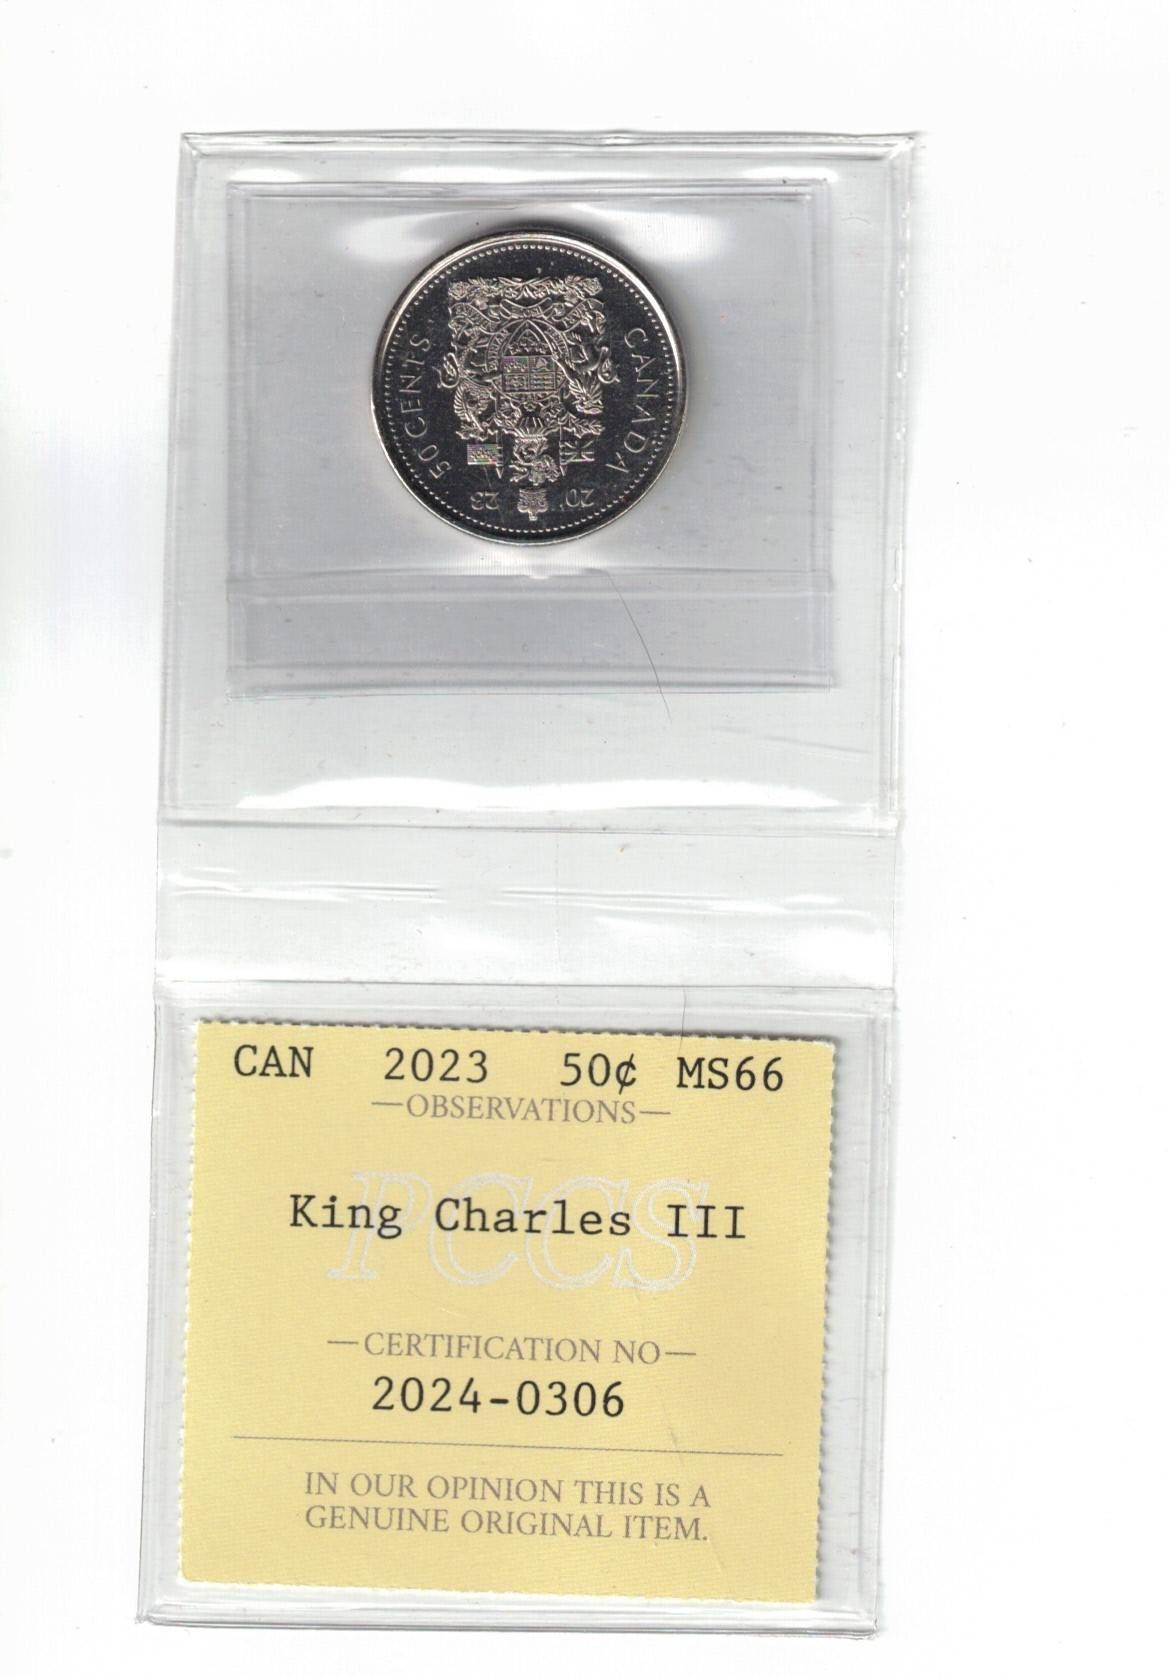 50 CENTS
CANADA
20 23
CAN 2023 50¢ MS66
—OBSERVATIONS—
PCCS
King Charles III
—CERTIFICATION NO—
2024-0306
IN OUR OPINION THIS IS A
GENUINE ORIGINAL ITEM.